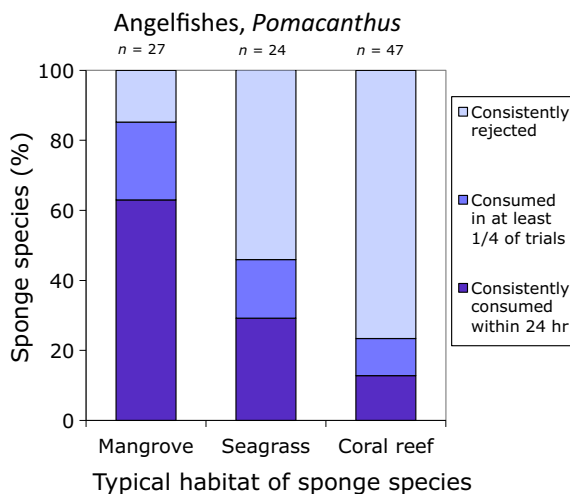 Angelfishes, Pomacanthus
n = 27 n = 24 n = 47
100
80
60
40
20
0
Sponge species (%)
Mangrove Seagrass Coral reef
Typical habitat of sponge species
Consistently
rejected
Consumed
in at least
1/4 of trials
Consistently
consumed
within 24 hr